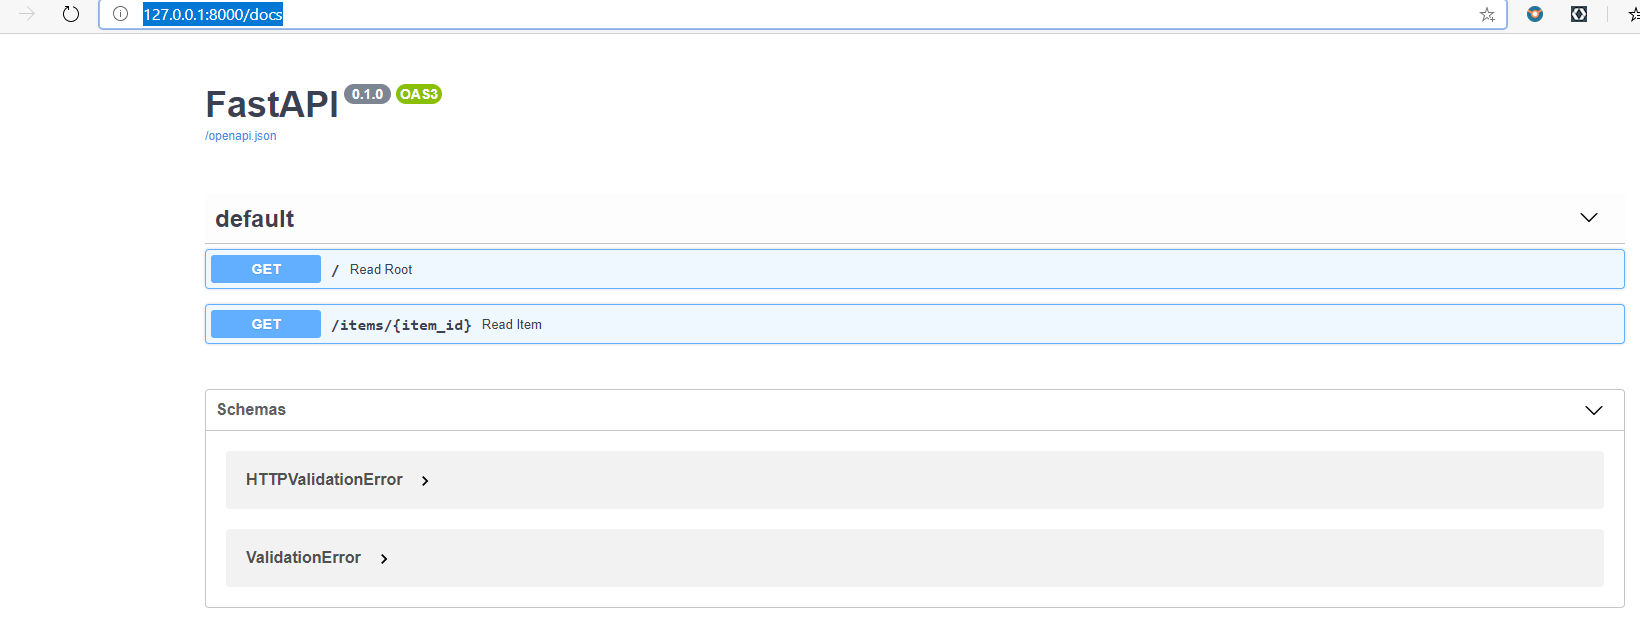 127.0.0.1:8000/docs
FastAPI 0.1.0 OAS3
/openapi.json
default
GET / Read Root
GET /items/{item_id} Read Item
Schemas
HTTPValidationError
ValidationError